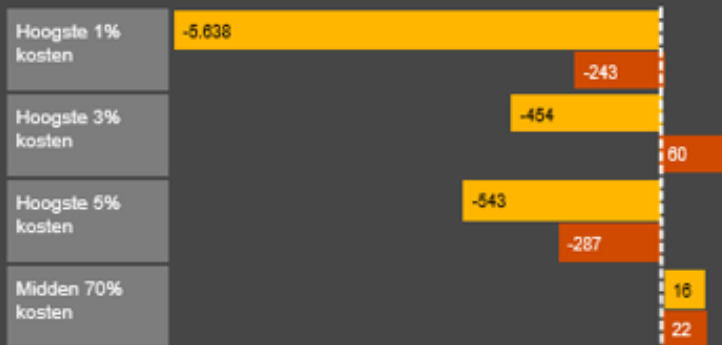 Hoogste 1%
kosten
-5.638
-243
Hoogste 3%
kosten
-454
60
Hoogste 5%
kosten
-543
-287
Midden 70%
kosten
16
22